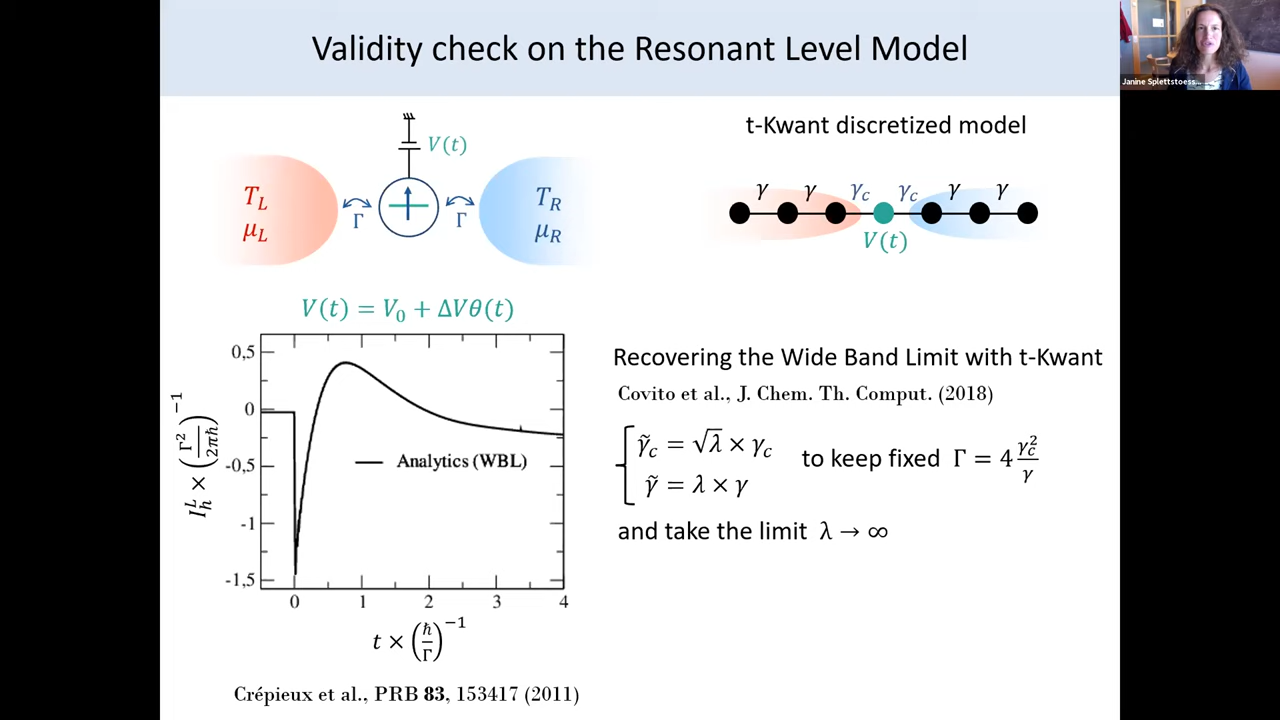 Validity check on the Resonant Level Model
Janine Splettstoess...
V(t)
T_L
μ_L
Γ
Γ
T_R
μ_R
t-Kwant discretized model
γ γ γ_c γ_c γ γ
V(t)
V(t) = V_0 + ΔVθ(t)
0,5
0
-0,5
-1
-1,5
I_h^L × (Γ²/2πħ)^{-1}
Analytics (WBL)
0 1 2 3 4
t × (ħ/Γ)^{-1}
Crépieux et al., PRB 83, 153417 (2011)
Recovering the Wide Band Limit with t-Kwant
Covito et al., J. Chem. Th. Comput. (2018)
γ̃_c = √λ × γ_c
γ̃ = λ × γ
to keep fixed Γ = 4 γ_c²/γ
and take the limit λ → ∞